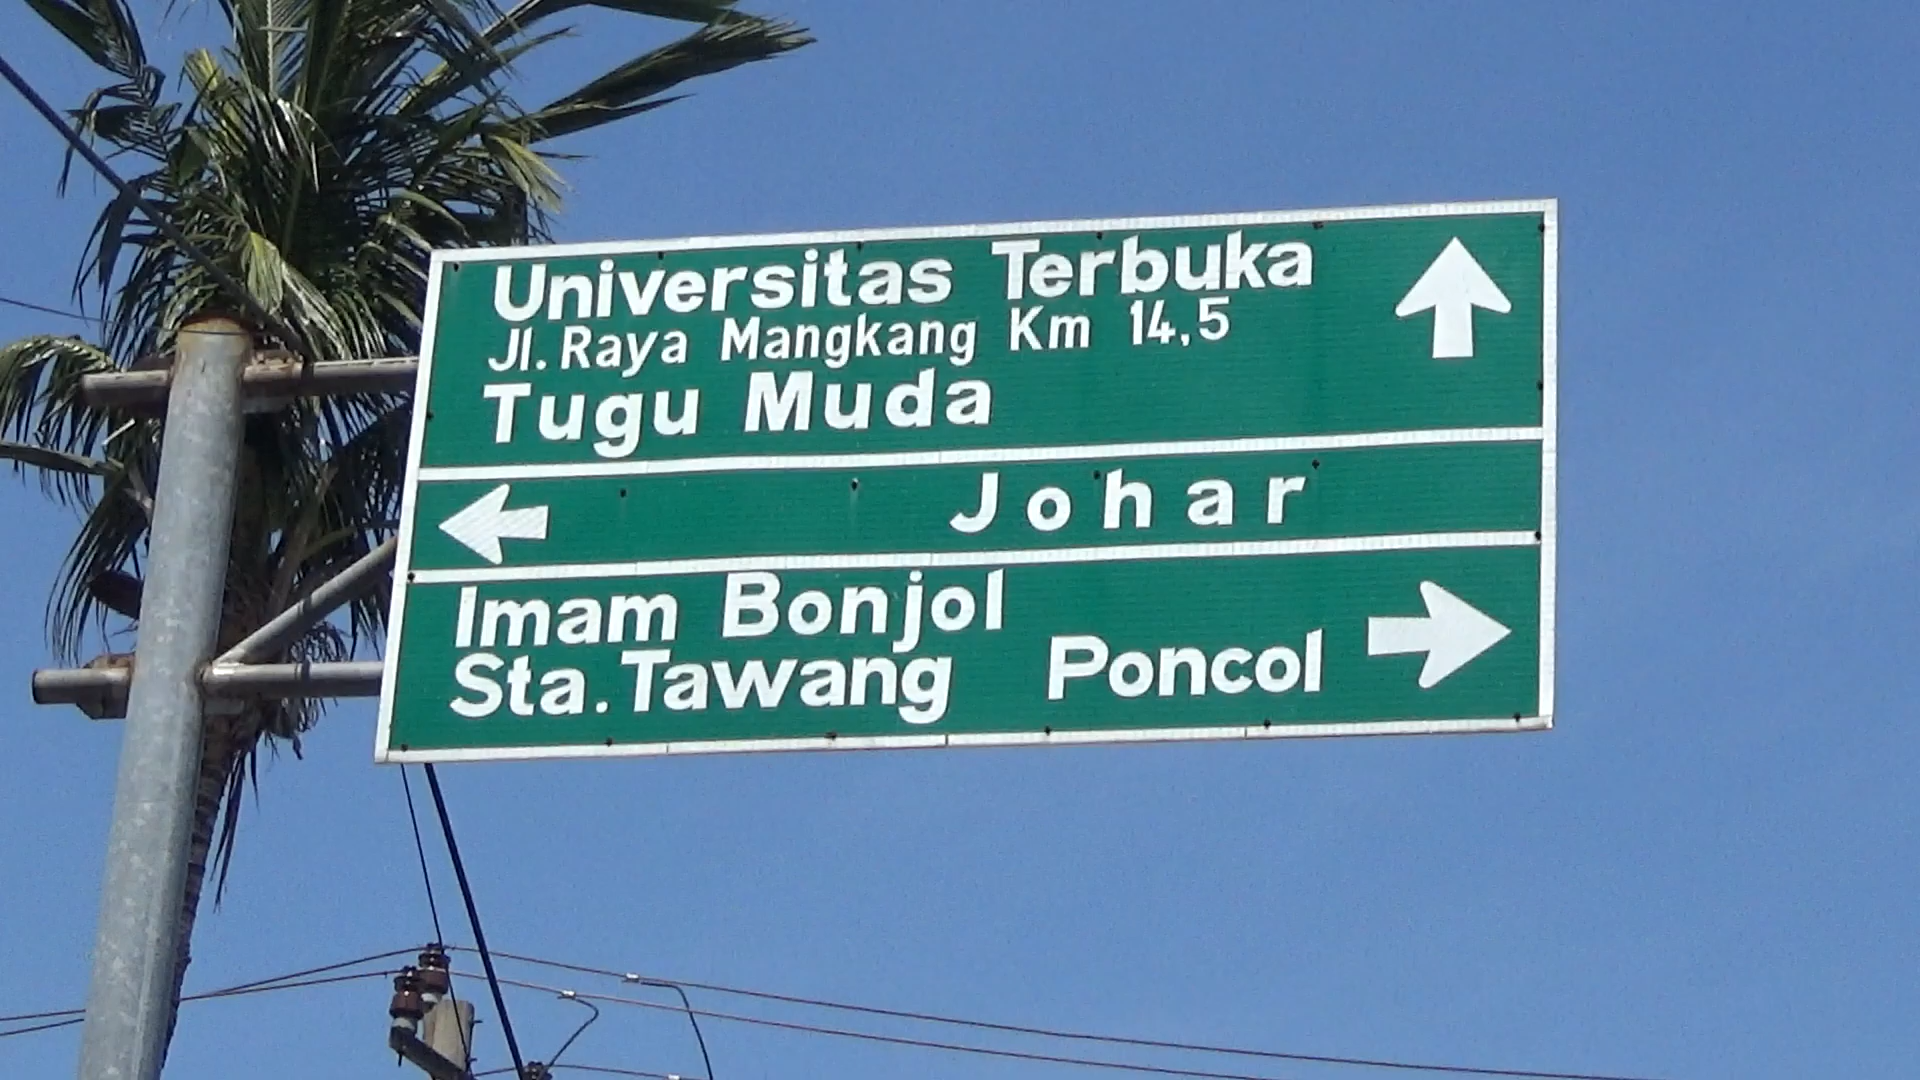 Universitas Terbuka
Jl. Raya Mangkang Km 14,5
Tugu Muda
Johar
Imam Bonjol
Sta. Tawang Poncol